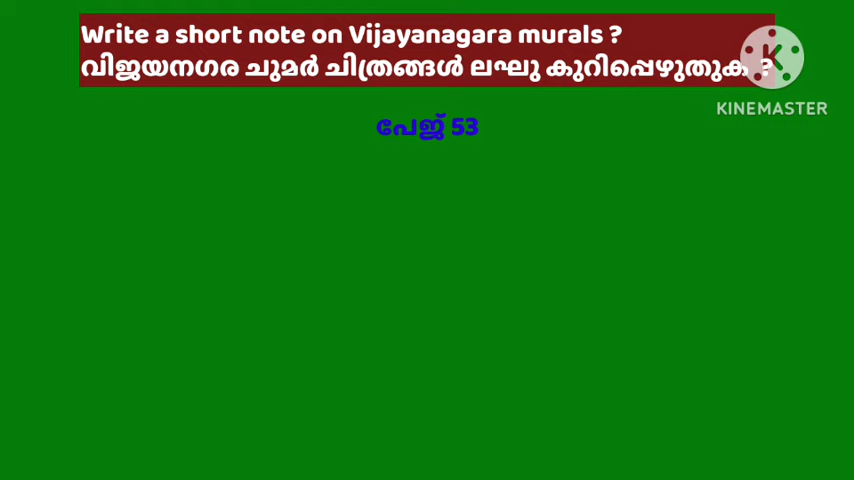 Write a short note on Vijayanagara murals ?
വിജയനഗര ചുമർ ചിത്രങ്ങൾ ലഘു കുറിപ്പെഴുതുക ?
KINEMASTER
പേജ് 53